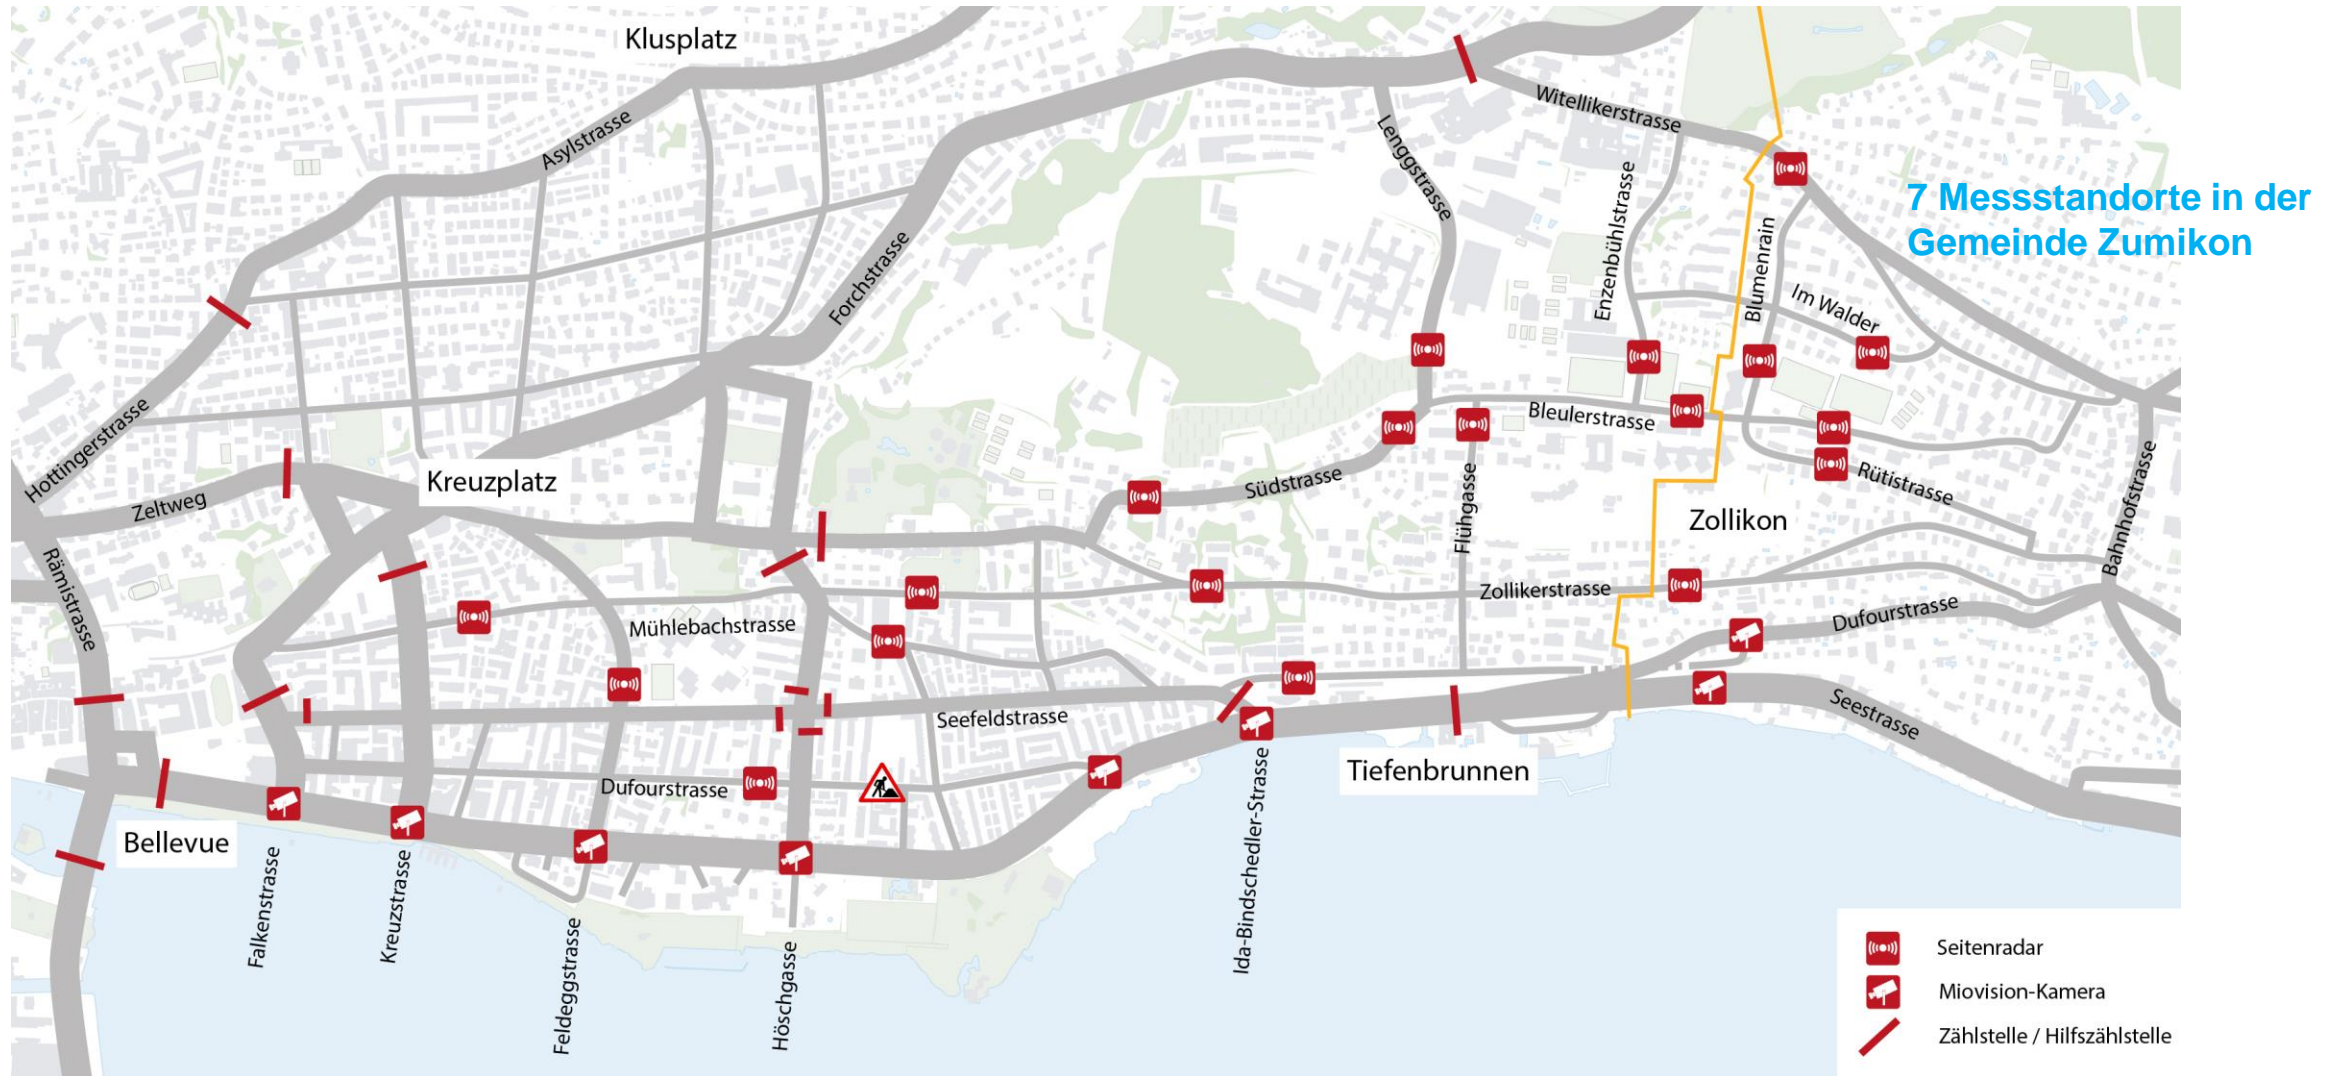 Klusplatz
Asylstrasse
Witellikerstrasse
Lenggstrasse
Enzenbühlstrasse
Blumenrain
7 Messstandorte in der
Gemeinde Zumikon
Forchstrasse
Im Walder
Hottingerstrasse
Bleulerstrasse
Kreuzplatz
Südstrasse
Flühgasse
Rütistrasse
Bahnhofstrasse
Zeltweg
Zollikon
Rämistrasse
Mühlebachstrasse
Zollikerstrasse
Dufourstrasse
Seefeldstrasse
Seestrasse
Dufourstrasse
Tiefenbrunnen
Bellevue
Falkenstrasse
Kreuzstrasse
Feldeggstrasse
Höschgasse
Ida-Bindschedler-Strasse
Seitenradar
Miovision-Kamera
Zählstelle / Hilfszählstelle